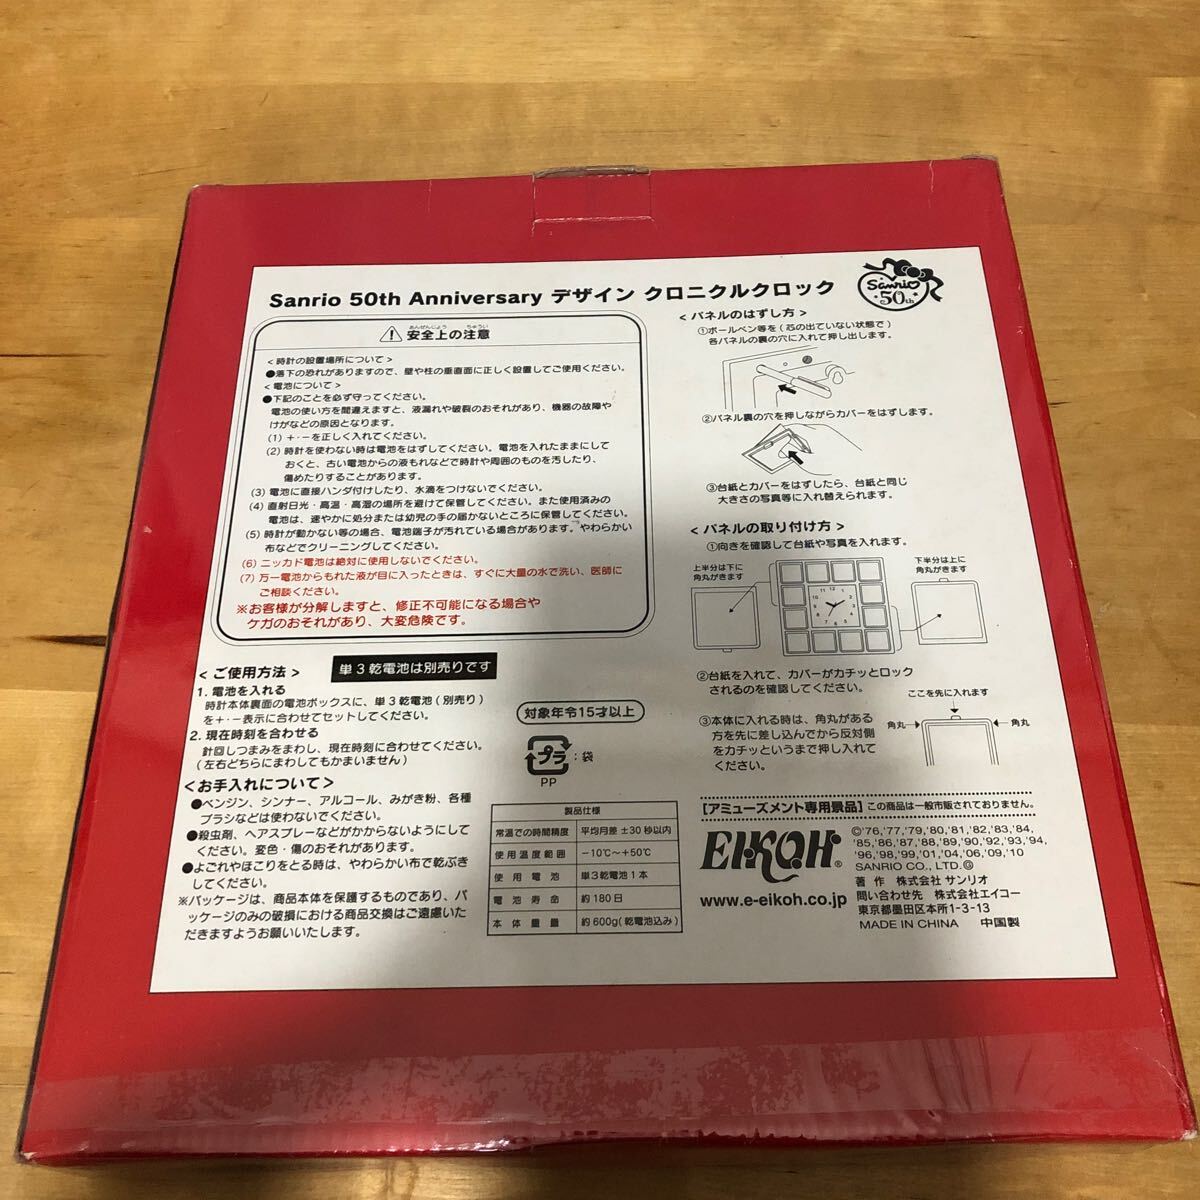 Sanrio 50th Anniversary デザイン クロニクルクロック
Sanrio
50th
あんぜんじょう ちゅうい
安全上の注意
<時計の設置場所について>
●落下の恐れがありますので、壁や柱の垂直面に正しく設置してご使用ください。
<電池について>
●下記のことを必ず守ってください。
電池の使い方を間違えますと、液漏れや破裂のおそれがあり、機器の故障や
けがなどの原因となります。
(1) +・−を正しく入れてください。
(2) 時計を使わない時は電池をはずしてください。電池を入れたままにして
おくと、古い電池からの液もれなどで時計や周囲のものを汚したり、
傷めたりすることがあります。
(3) 電池に直接ハンダ付けしたり、水滴をつけないでください。
(4) 直射日光・高温・高湿の場所を避けて保管してください。また使用済みの
電池は、速やかに処分または幼児の手の届かないところに保管してください。
(5) 時計が動かない等の場合、電池端子が汚れている場合があります。やわらかい
布などでクリーニングしてください。
(6) ニッカド電池は絶対に使用しないでください。
(7) 万一電池からもれた液が目に入ったときは、すぐに大量の水で洗い、医師に
ご相談ください。
※お客様が分解しますと、修正不可能になる場合や
ケガのおそれがあり、大変危険です。
<ご使用方法>
単3乾電池は別売りです
1. 電池を入れる
時計本体裏面の電池ボックスに、単3乾電池(別売り)
を+・−表示に合わせてセットしてください。
2. 現在時刻を合わせる
針回しつまみをまわし、現在時刻に合わせてください。
(左右どちらにまわしてもかまいません)
<お手入れについて>
●ベンジン、シンナー、アルコール、みがき粉、各種
ブラシなどは使わないでください。
●殺虫剤、ヘアスプレーなどがかからないようにして
ください。変色・傷のおそれがあります。
●よごれやほこりをとる時は、やわらかい布で乾ぶき
してください。
※パッケージは、商品本体を保護するものであり、パ
ッケージのみの破損における商品交換はご遠慮いた
だきますようお願いいたします。
対象年令15才以上
プラ
:袋
PP
製品仕様
常温での時間精度 平均月差 ±30秒以内
使用温度範囲 −10℃〜+50℃
使用電池 単3乾電池1本
電池寿命 約180日
本体重量 約600g(乾電池込み)
<パネルのはずし方>
①ボールペン等を(芯の出ていない状態で)
各パネルの裏の穴に入れて押し出します。
②パネル裏の穴を押しながらカバーをはずします。
③台紙とカバーをはずしたら、台紙と同じ
大きさの写真等に入れ替えられます。
<パネルの取り付け方>
①向きを確認して台紙や写真を入れます。
上半分は下に
角丸がきます
下半分は上に
角丸がきます
12 1 2 3 4 5 6 7 8 9 10 11
②台紙を入れて、カバーがカチッとロック
されるのを確認してください。
ここを先に入れます
③本体に入れる時は、角丸がある
方を先に差し込んでから反対側
をカチッというまで押し入れて
ください。
角丸
角丸
[アミューズメント専用景品] この商品は一般市販されておりません。
EIKOH®
www.e-eikoh.co.jp
©'76,'77,'79,'80,'81,'82,'83,'84,
'85,'86,'87,'88,'89,'90,'92,'93,'94,
'96,'98,'99,'01,'04,'06,'09,'10
SANRIO CO., LTD.Ⓖ
著作 株式会社 サンリオ
問い合わせ先 株式会社エイコー
東京都墨田区本所1-3-13
MADE IN CHINA 中国製